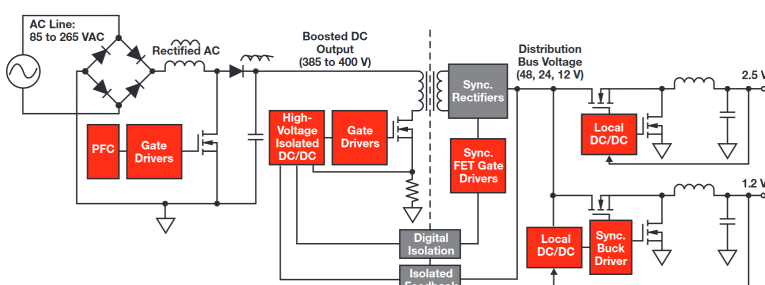 AC Line:
85 to 265 VAC
Rectified AC
Boosted DC
Output
(385 to 400 V)
Distribution
Bus Voltage
(48, 24, 12 V)
Sync.
Rectifiers
2.5 V
PFC
Gate
Drivers
High-
Voltage
Isolated
DC/DC
Gate
Drivers
Sync.
FET Gate
Drivers
Local
DC/DC
1.2 V
Digital
Isolation
Local
DC/DC
Sync.
Buck
Driver
Isolated
Feedback